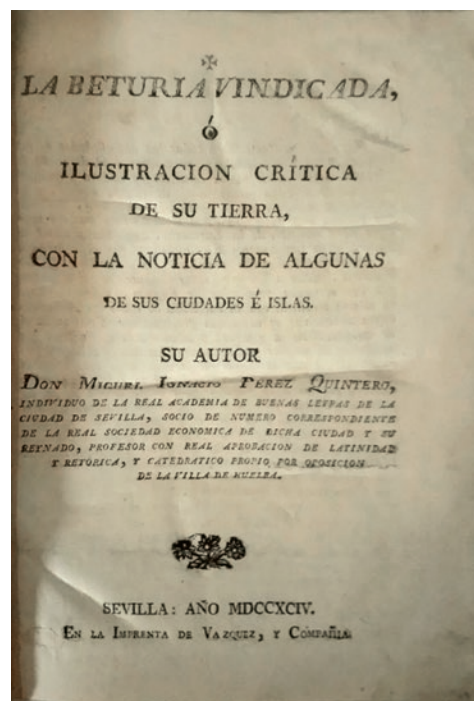 LA BETURIA VINDICADA,
ó
ILUSTRACION CRÍTICA
DE SU TIERRA,
CON LA NOTICIA DE ALGUNAS
DE SUS CIUDADES É ISLAS.
SU AUTOR
DON MIGUEL IGNACIO PEREZ QUINTERO,
INDIVIDUO DE LA REAL ACADEMIA DE BUENAS LETRAS DE LA
CIUDAD DE SEVILLA, SOCIO DE NUMERO CORRESPONDIENTE
DE LA REAL SOCIEDAD ECONOMICA DE DICHA CIUDAD Y SU
REYNADO, PROFESOR CON REAL APROBACION DE LATINIDAD
Y RETORICA, Y CATEDRATICO PROPIO POR OPOSICION
DE LA VILLA DE HUELBA.
SEVILLA: AÑO MDCCXCIV.
EN LA IMPRENTA DE VAZQUEZ, Y COMPAÑIA.